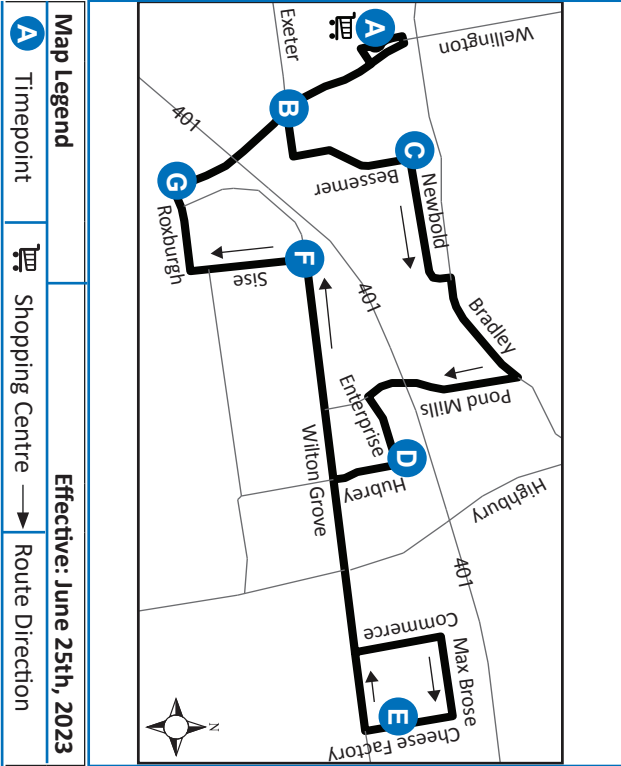 Wellington
A
Exeter
B
401
Bessemer
C
Newbold
G
Roxburgh
Sise
F
401
Bradley
Pond Mills
Enterprise
D
Hubrey
Wilton Grove
Highbury
401
Commerce
Max Brose
E
Cheese Factory
N
Map Legend
Effective: June 25th, 2023
A Timepoint
Shopping Centre
Route Direction